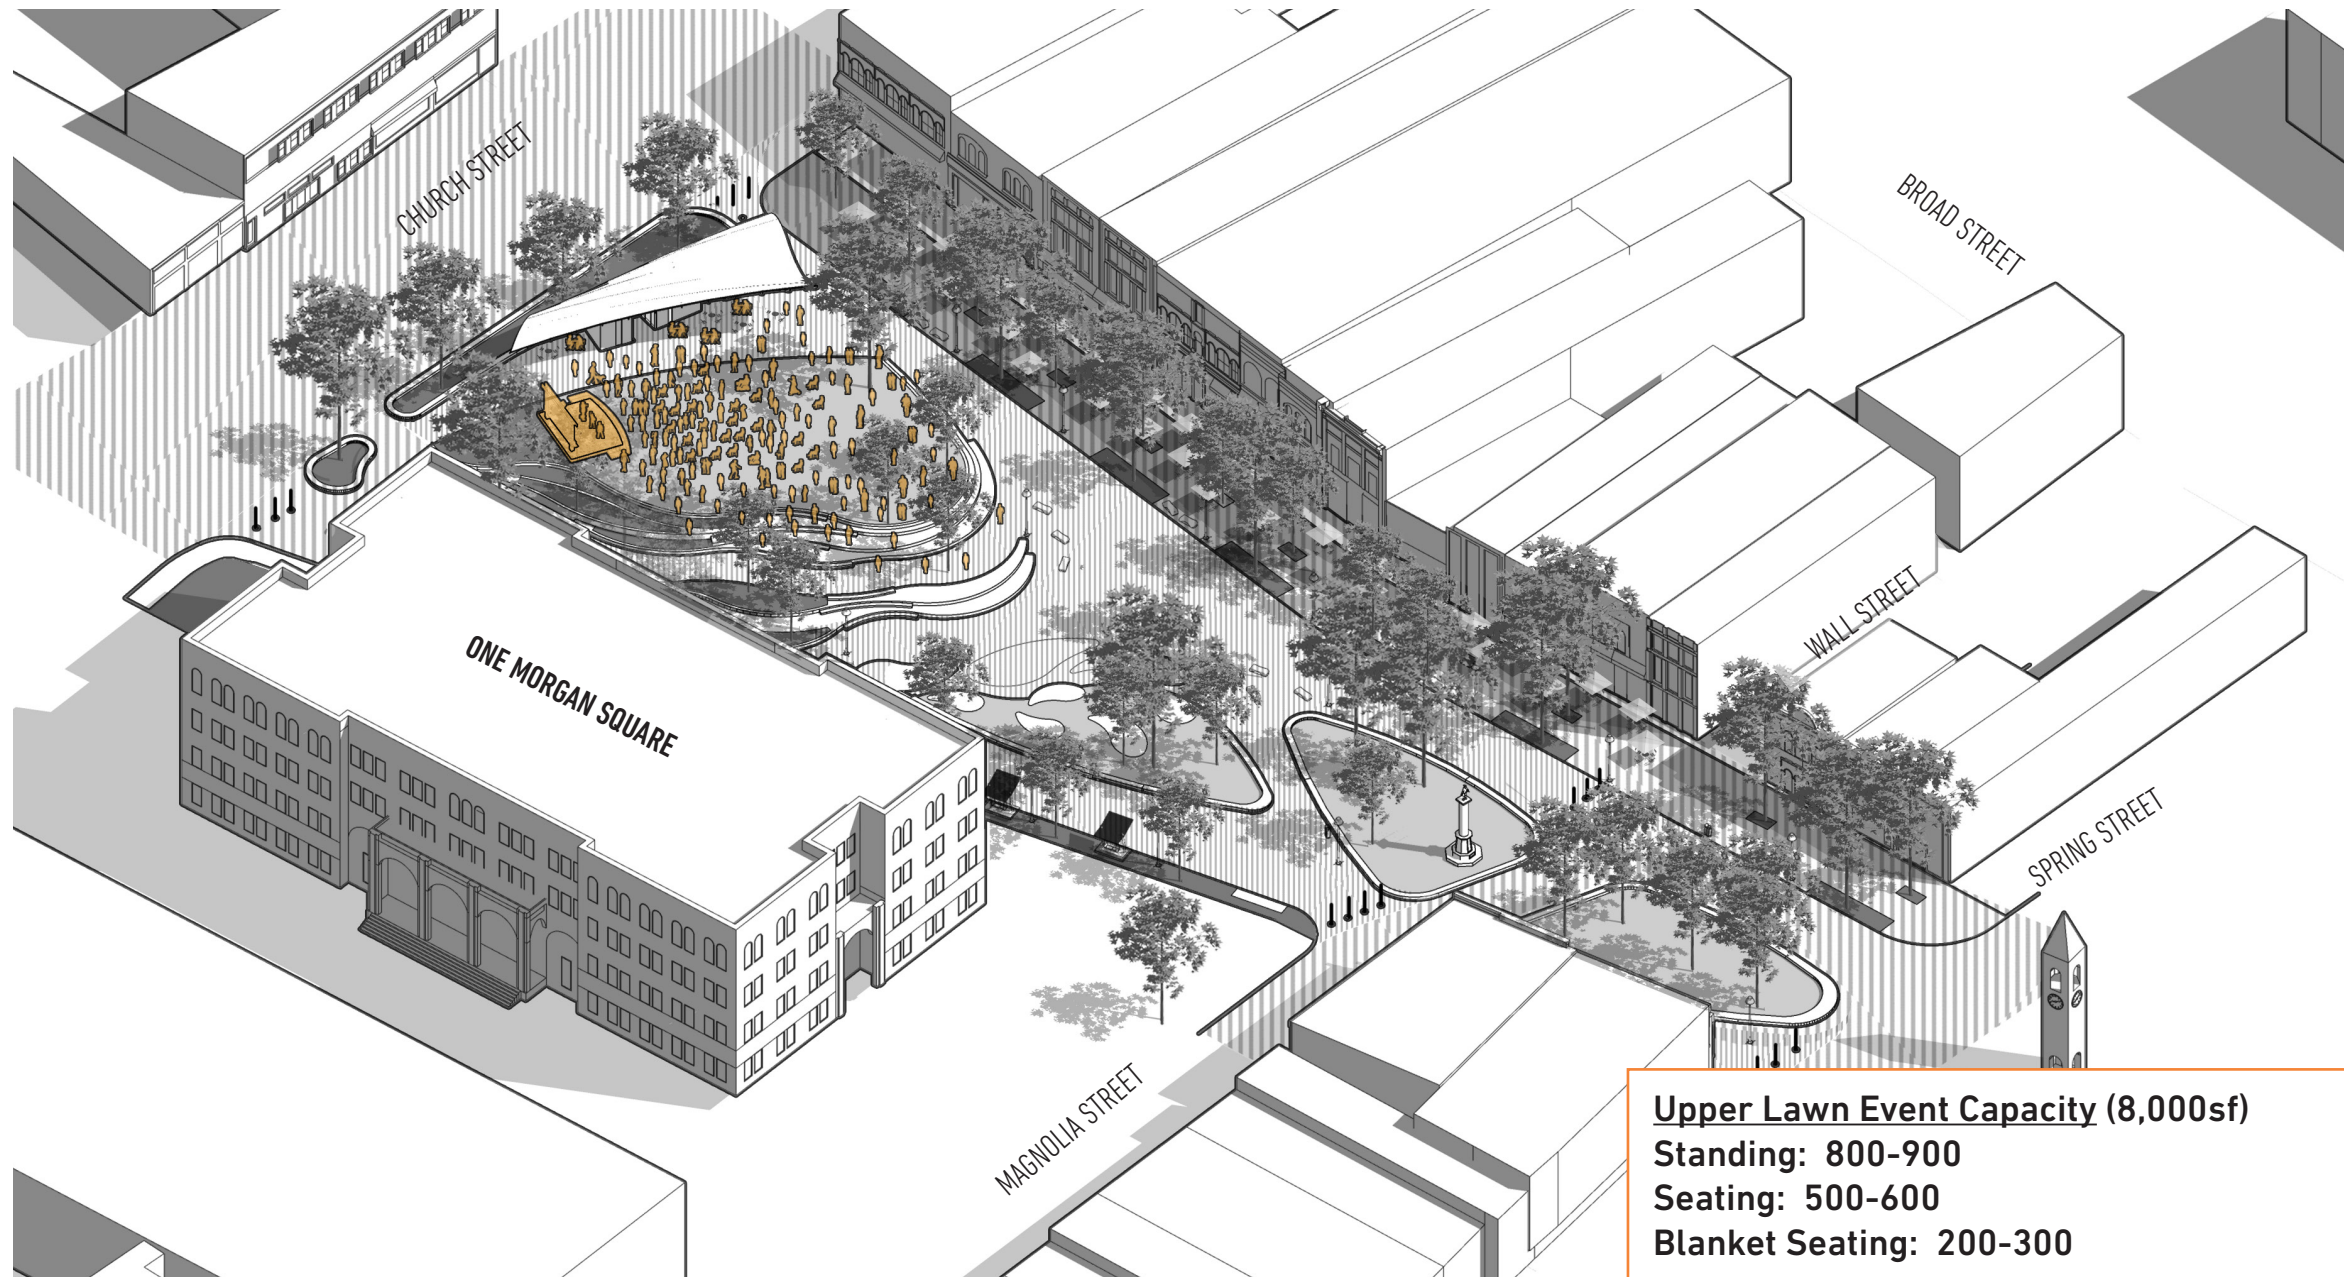 CHURCH STREET
BROAD STREET
WALL STREET
ONE MORGAN SQUARE
SPRING STREET
MAGNOLIA STREET
Upper Lawn Event Capacity (8,000sf)
Standing: 800-900
Seating: 500-600
Blanket Seating: 200-300